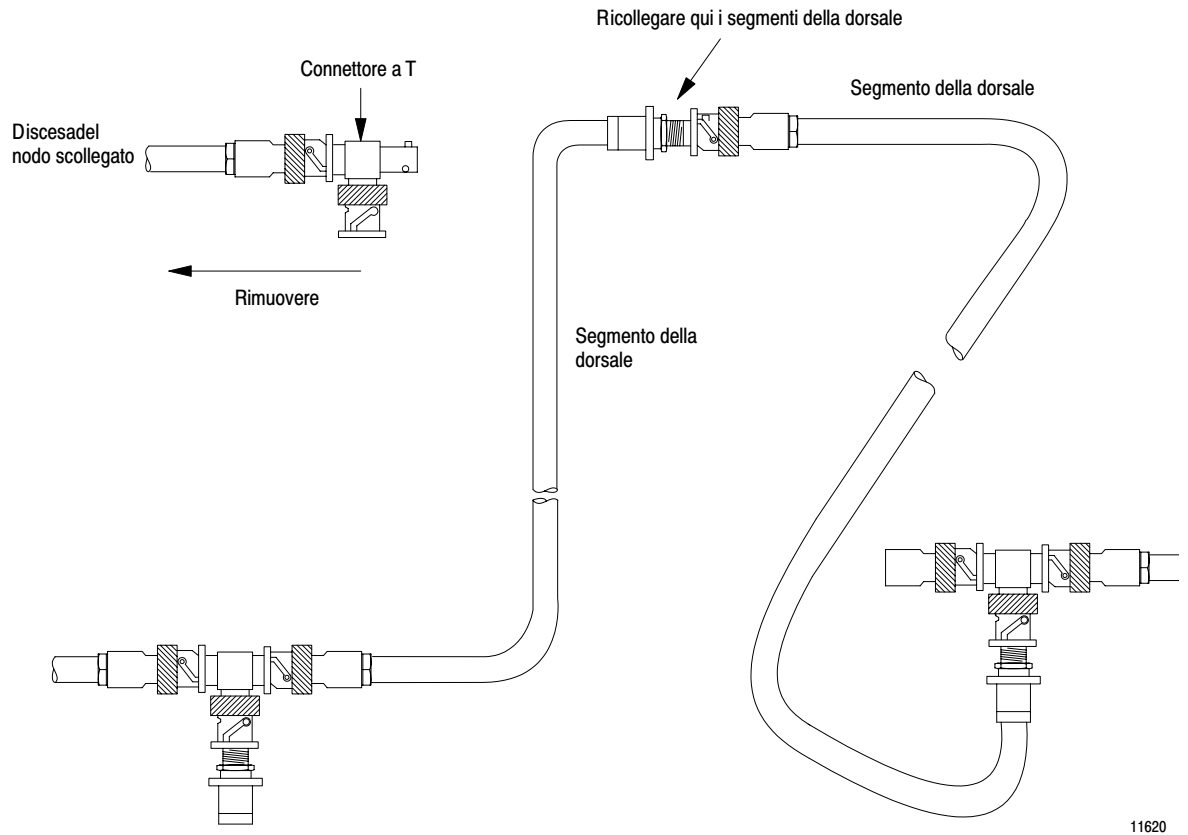 Ricollegare qui i segmenti della dorsale
Connettore a T
Segmento della dorsale
Discesadel
nodo scollegato
Rimuovere
Segmento della
dorsale
11620